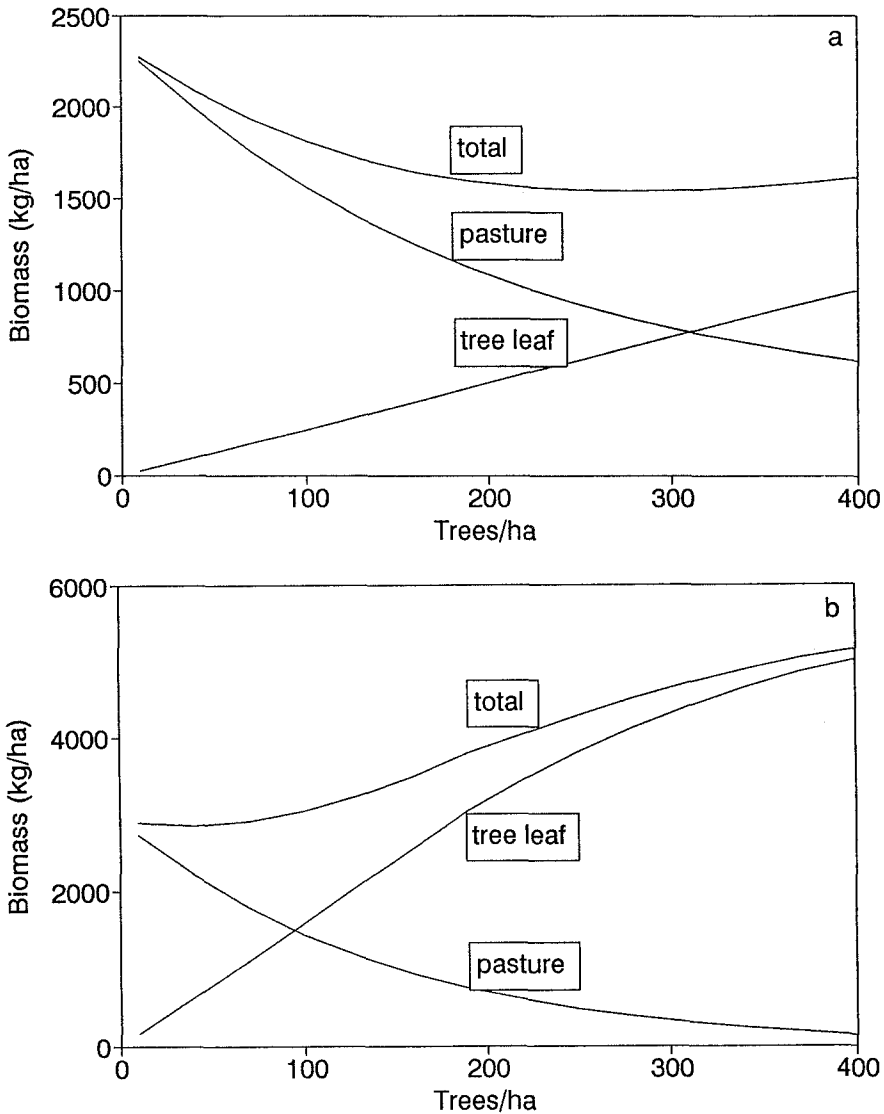 a
Biomass (kg/ha)
2500
2000
1500
1000
500
0
total
pasture
tree leaf
0 100 200 300 400
Trees/ha
b
Biomass (kg/ha)
6000
4000
2000
0
total
tree leaf
pasture
0 100 200 300 400
Trees/ha